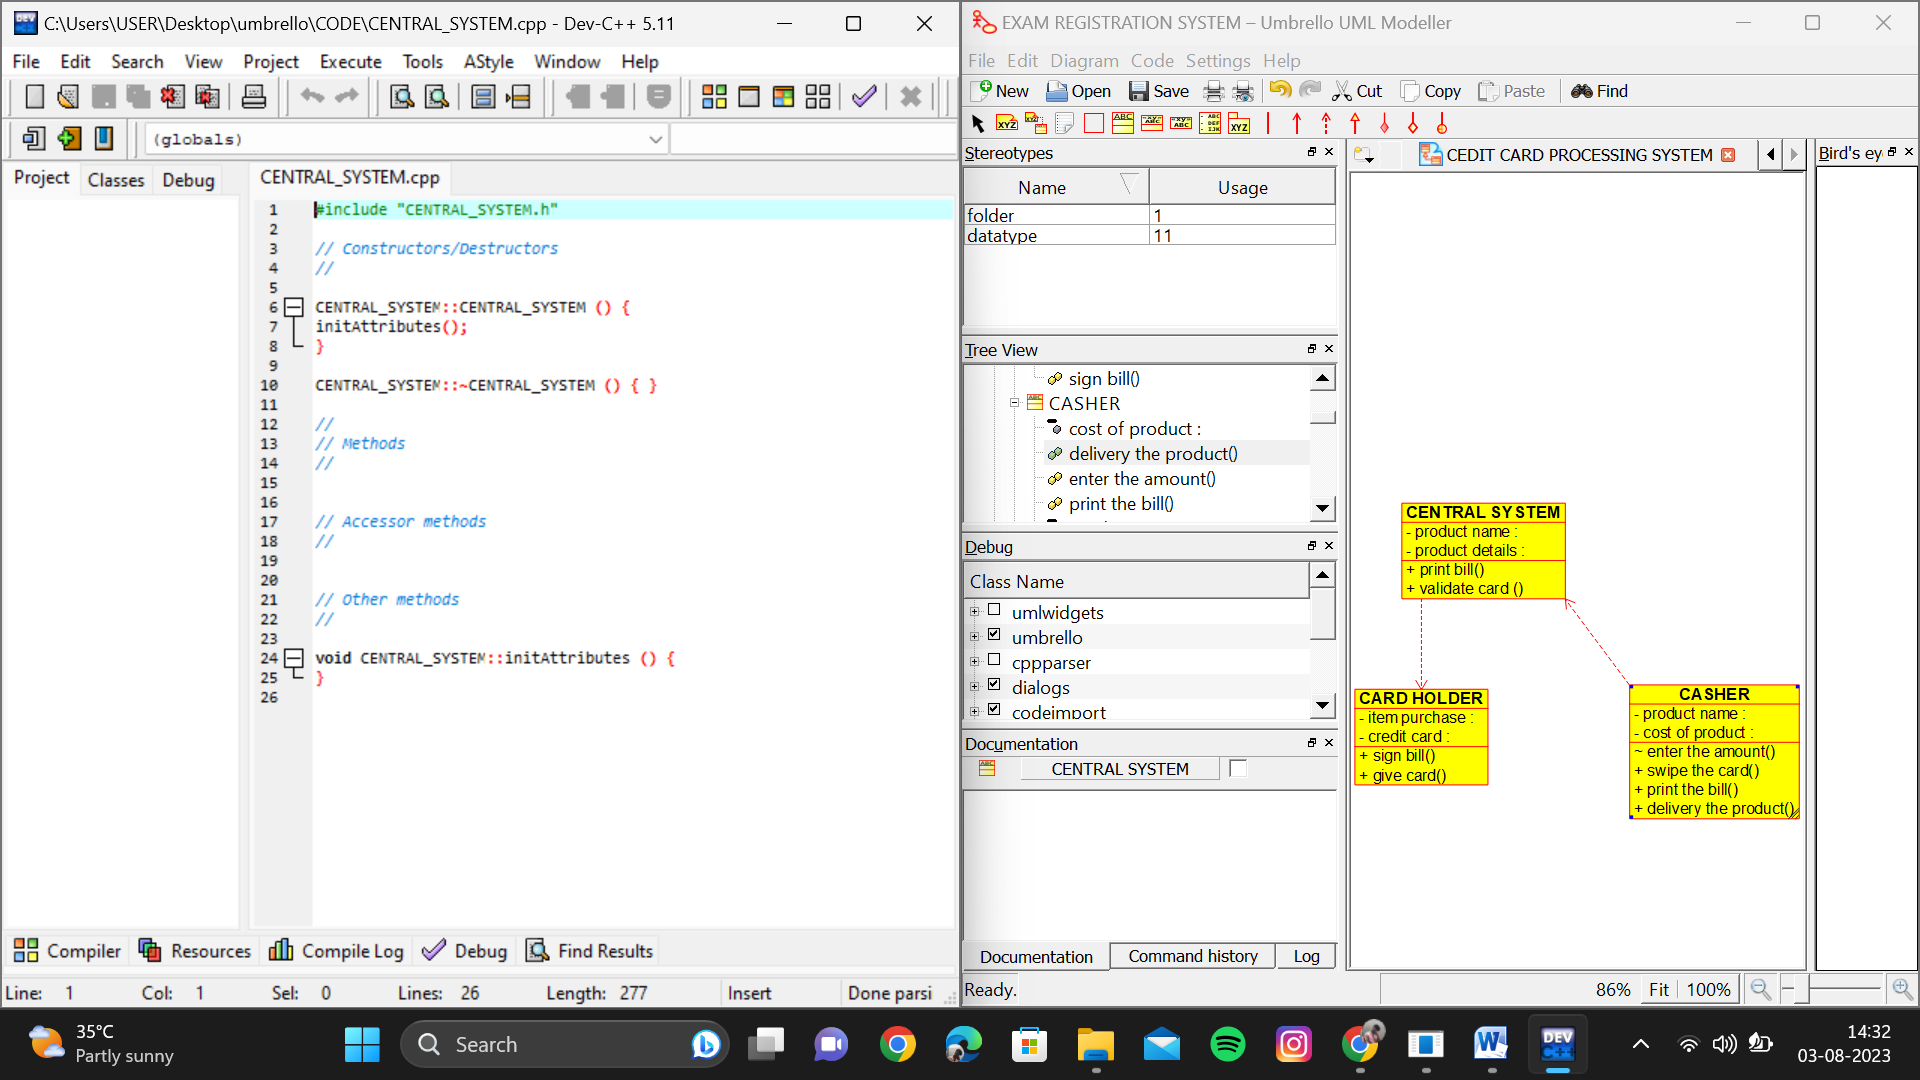 C:\Users\USER\Desktop\umbrello\CODE\CENTRAL_SYSTEM.cpp - Dev-C++ 5.11
File Edit Search View Project Execute Tools AStyle Window Help
(globals)
Project Classes Debug
CENTRAL_SYSTEM.cpp
1 #include "CENTRAL_SYSTEM.h"
2
3 // Constructors/Destructors
4 //
5
6 CENTRAL_SYSTEM::CENTRAL_SYSTEM () {
7 initAttributes();
8 }
9
10 CENTRAL_SYSTEM::~CENTRAL_SYSTEM () { }
11
12 //
13 // Methods
14 //
15
16
17 // Accessor methods
18 //
19
20
21 // Other methods
22 //
23
24 void CENTRAL_SYSTEM::initAttributes () {
25 }
26
Compiler Resources Compile Log Debug Find Results
Line: 1 Col: 1 Sel: 0 Lines: 26 Length: 277 Insert Done parsi
EXAM REGISTRATION SYSTEM – Umbrello UML Modeller
File Edit Diagram Code Settings Help
New Open Save Cut Copy Paste Find
Stereotypes
Name Usage
folder 1
datatype 11
Tree View
sign bill()
CASHER
cost of product :
delivery the product()
enter the amount()
print the bill()
Debug
Class Name
umlwidgets
umbrello
cppparser
dialogs
codeimport
Documentation
CENTRAL SYSTEM
Documentation Command history Log
Ready.
CEDIT CARD PROCESSING SYSTEM
Bird's ey
CENTRAL SYSTEM
- product name :
- product details :
+ print bill()
+ validate card ()
CARD HOLDER
- item purchase :
- credit card :
+ sign bill()
+ give card()
CASHER
- product name :
- cost of product :
~ enter the amount()
+ swipe the card()
+ print the bill()
+ delivery the product()
86% Fit 100%
35°C
Partly sunny
Search
DEV
C++
14:32
03-08-2023